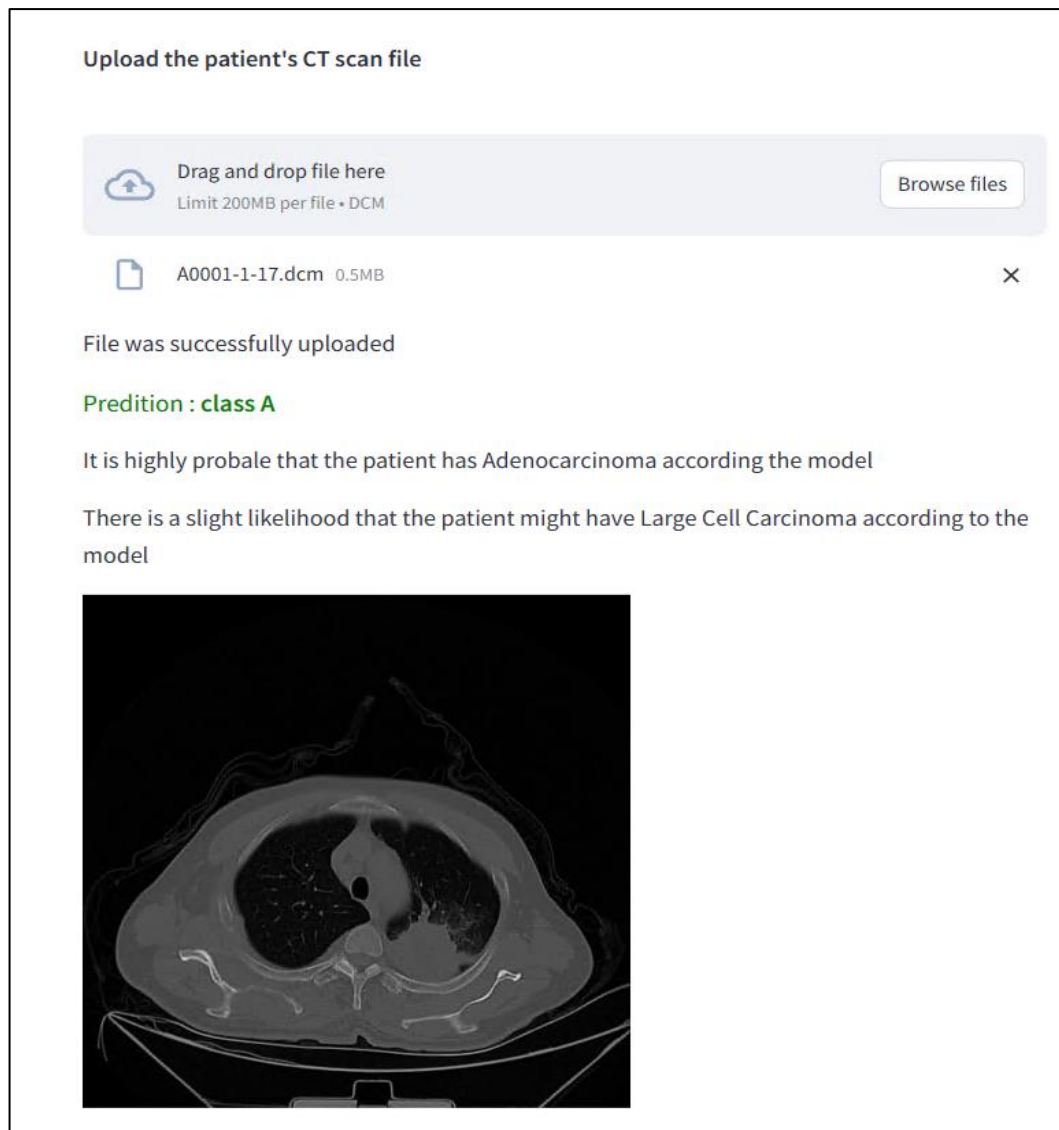 Upload the patient's CT scan file
Drag and drop file here
Limit 200MB per file • DCM
Browse files
A0001-1-17.dcm 0.5MB
File was successfully uploaded
Predition : class A
It is highly probale that the patient has Adenocarcinoma according the model
There is a slight likelihood that the patient might have Large Cell Carcinoma according to the
model